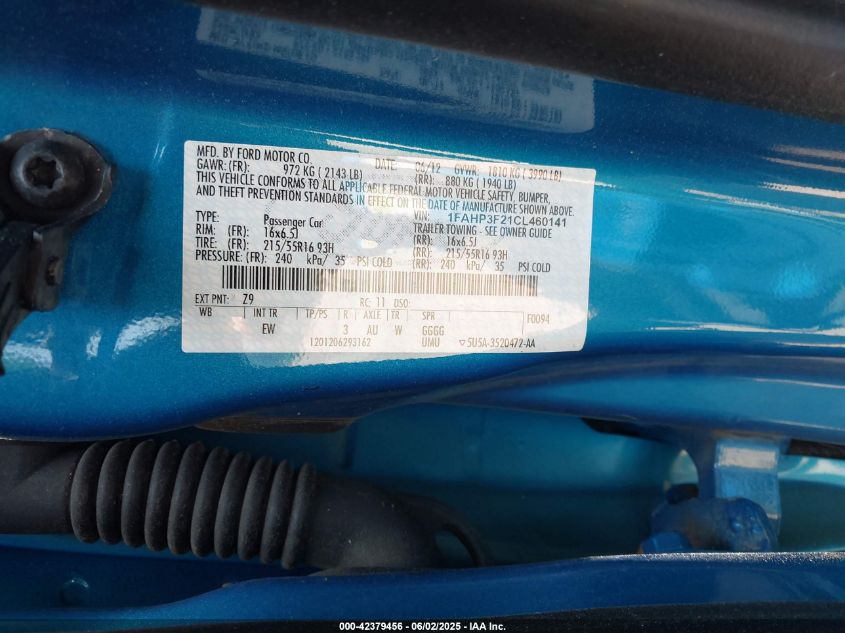 MFD. BY FORD MOTOR CO.
DATE: 06/12 GVWR: 1810 KG ( 3990 LB)
GAWR: (FR): 972 KG ( 2143 LB) (RR): 880 KG ( 1940 LB)
THIS VEHICLE CONFORMS TO ALL APPLICABLE FEDERAL MOTOR VEHICLE SAFETY, BUMPER,
AND THEFT PREVENTION STANDARDS IN EFFECT ON THE DATE OF MANUFACTURE SHOWN ABOVE.
VIN: 1FAHP3F21CL460141
TYPE: Passenger Car TRAILER TOWING - SEE OWNER GUIDE
RIM: (FR) 16x6.5J (RR): 16x6.5J
TIRE: (FR) 215/55R16 93H (RR): 215/55R16 93H
PRESSURE: (FR) 240 kPa/ 35 PSI COLD (RR): 240 kPa/ 35 PSI COLD
EXT PNT: Z9 RC: 11 DSO:
WB INT TR TP/PS R AXLE TR SPR F0094
EW 3 AU W GGGG
1201206293162 UMU ▽5U5A-3520472-AA
000-42379456 - 06/02/2025 - IAA Inc.